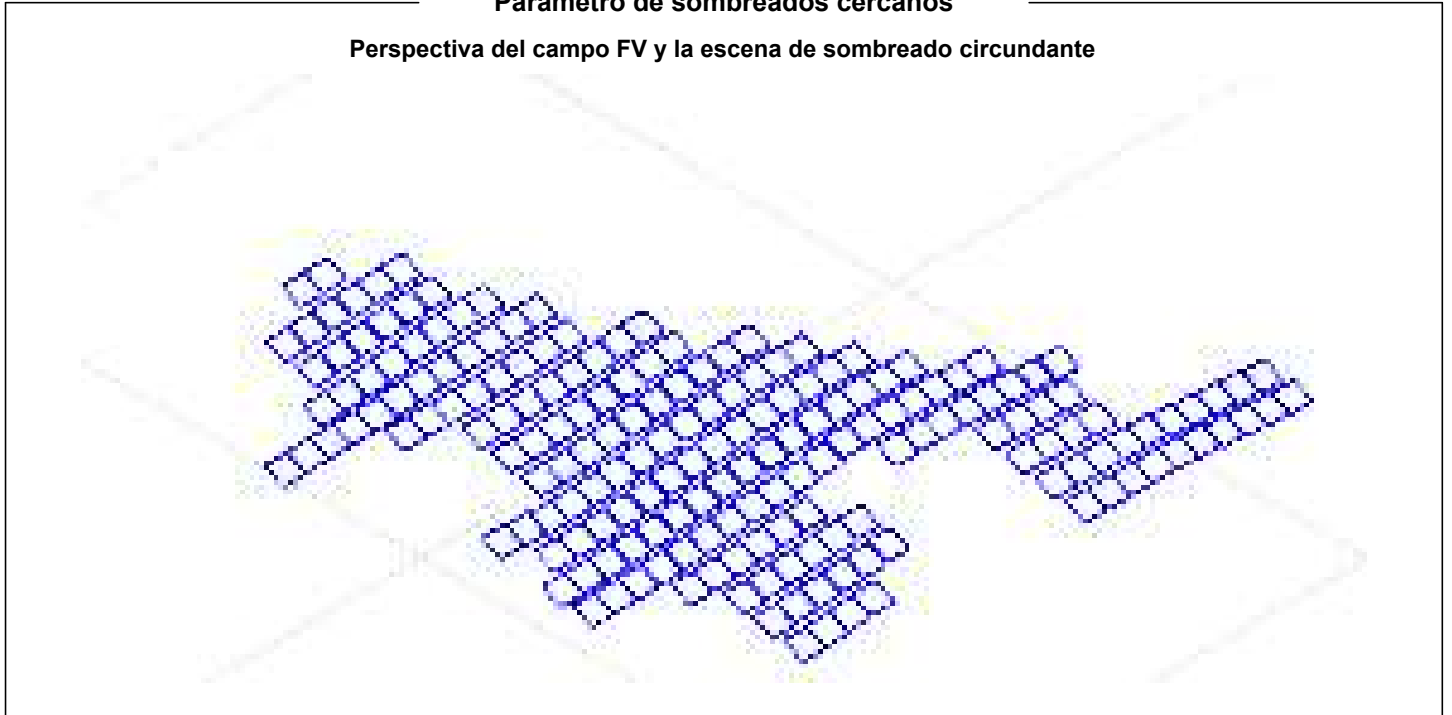 Parámetro de sombreados cercanos
Perspectiva del campo FV y la escena de sombreado circundante